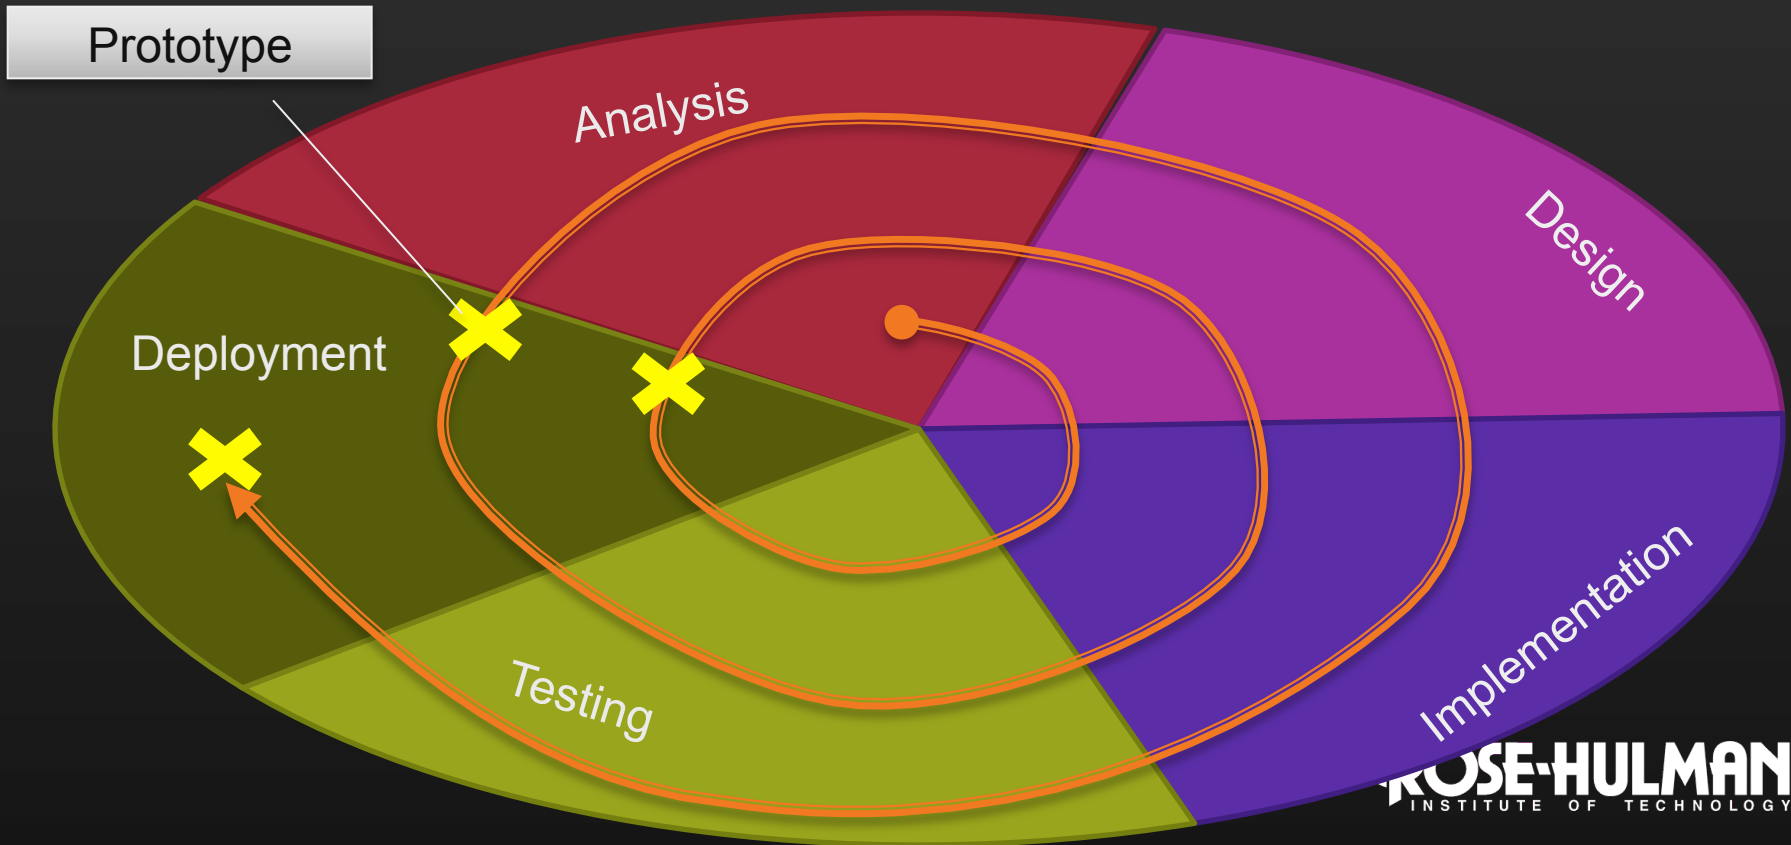 Prototype
Analysis
Design
Deployment
Testing
Implementation
ROSE-HULMAN
INSTITUTE OF TECHNOLOGY